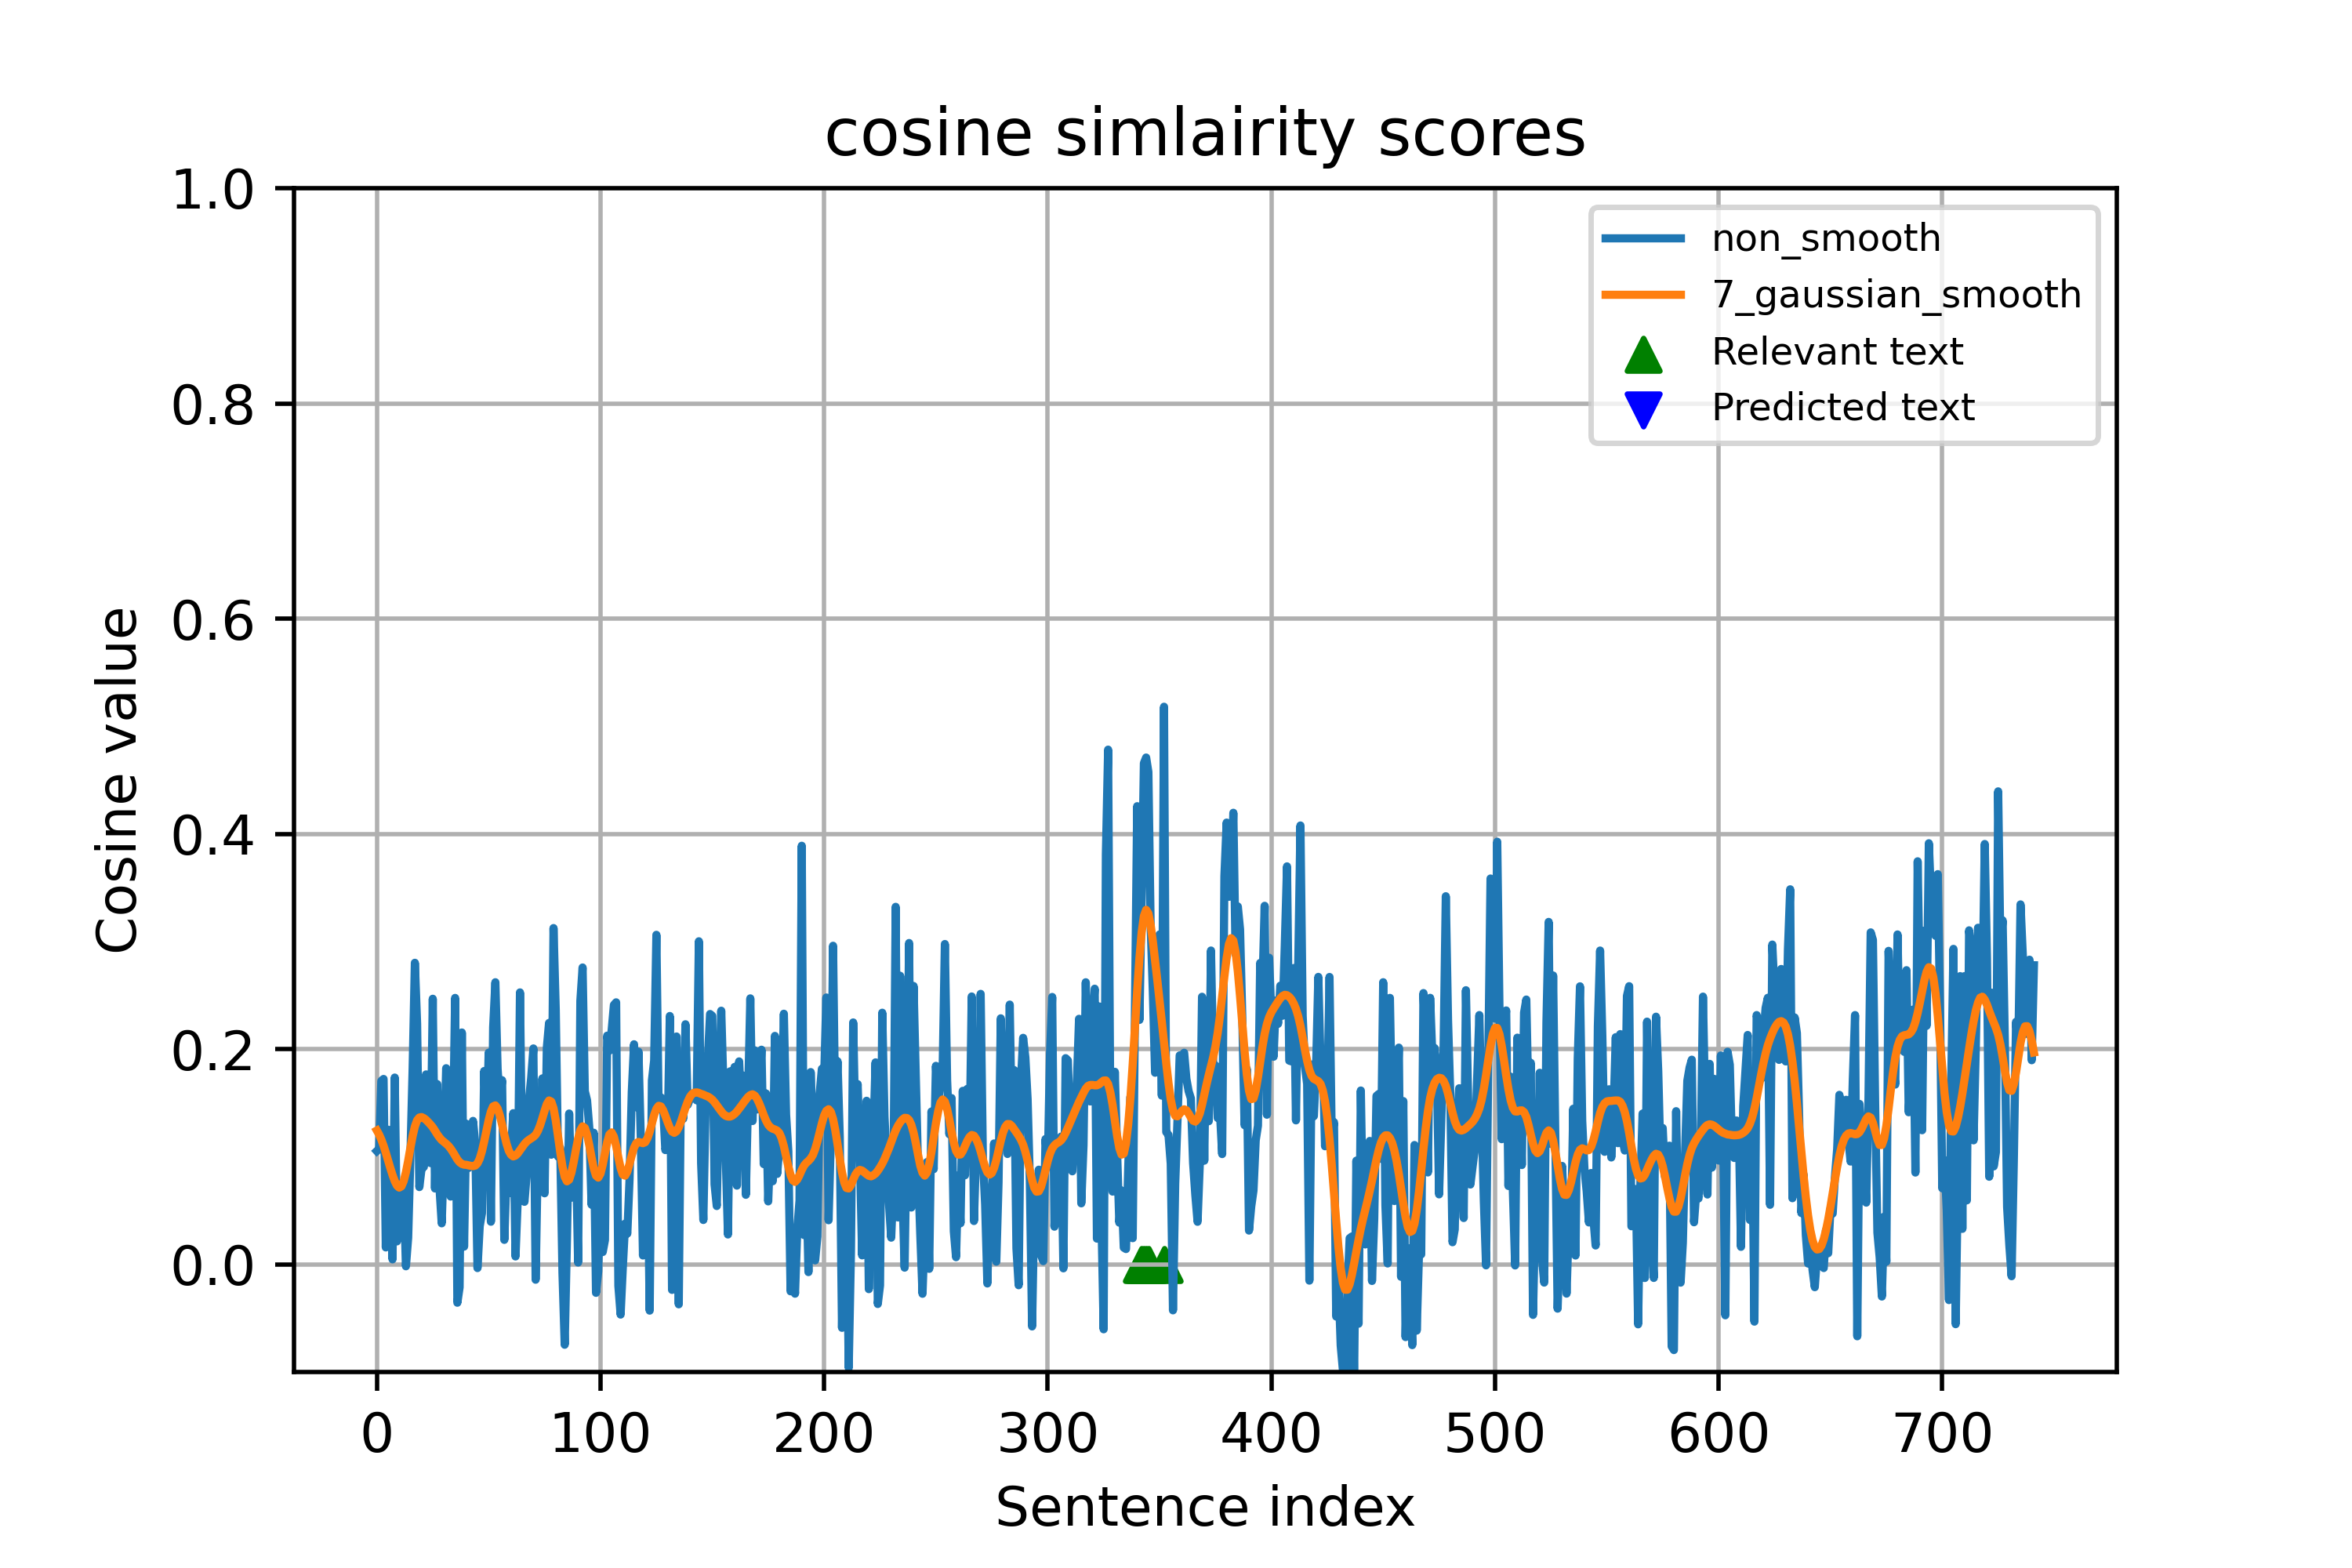 cosine simlairity scores
1.0
0.8
0.6
0.4
0.2
0.0
Cosine value
non_smooth
7_gaussian_smooth
Relevant text
Predicted text
0 100 200 300 400 500 600 700
Sentence index